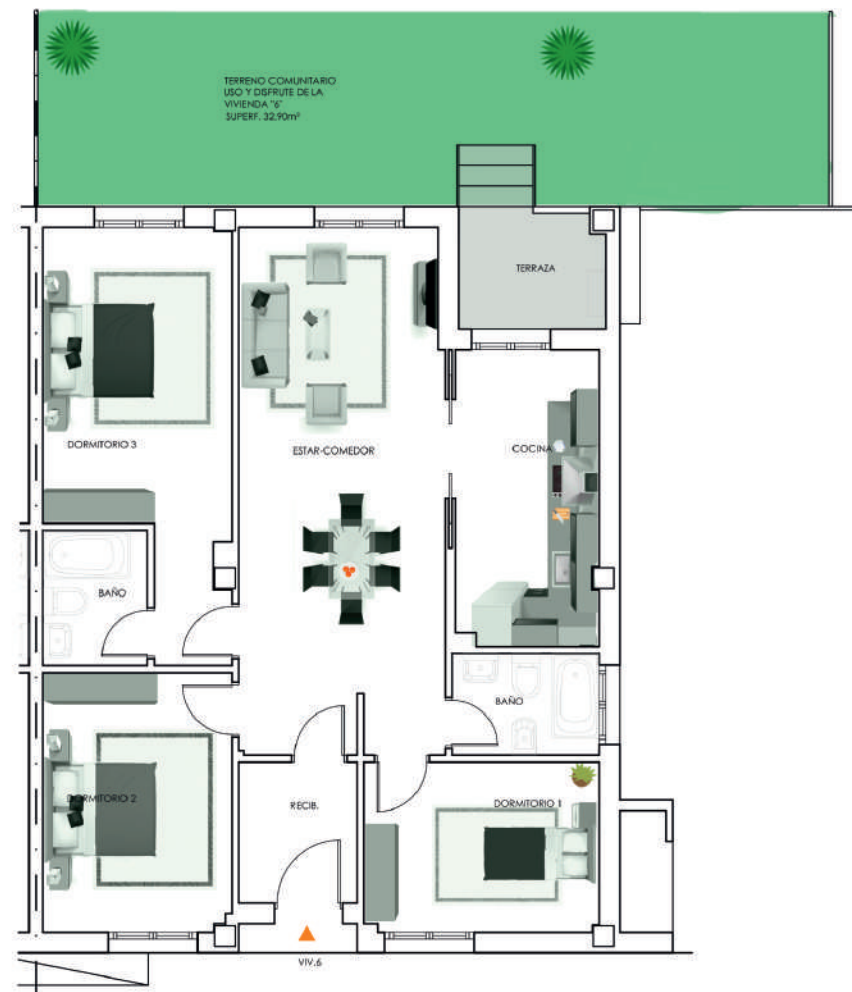 TERRENO COMUNITARIO
USO Y DISFRUTE DE LA
VIVIENDA "6"
SUPERF. 32,90m²
TERRAZA
DORMITORIO 3
ESTAR-COMEDOR
COCINA
BAÑO
BAÑO
DORMITORIO 2
RECIB.
DORMITORIO 1
VIV.6